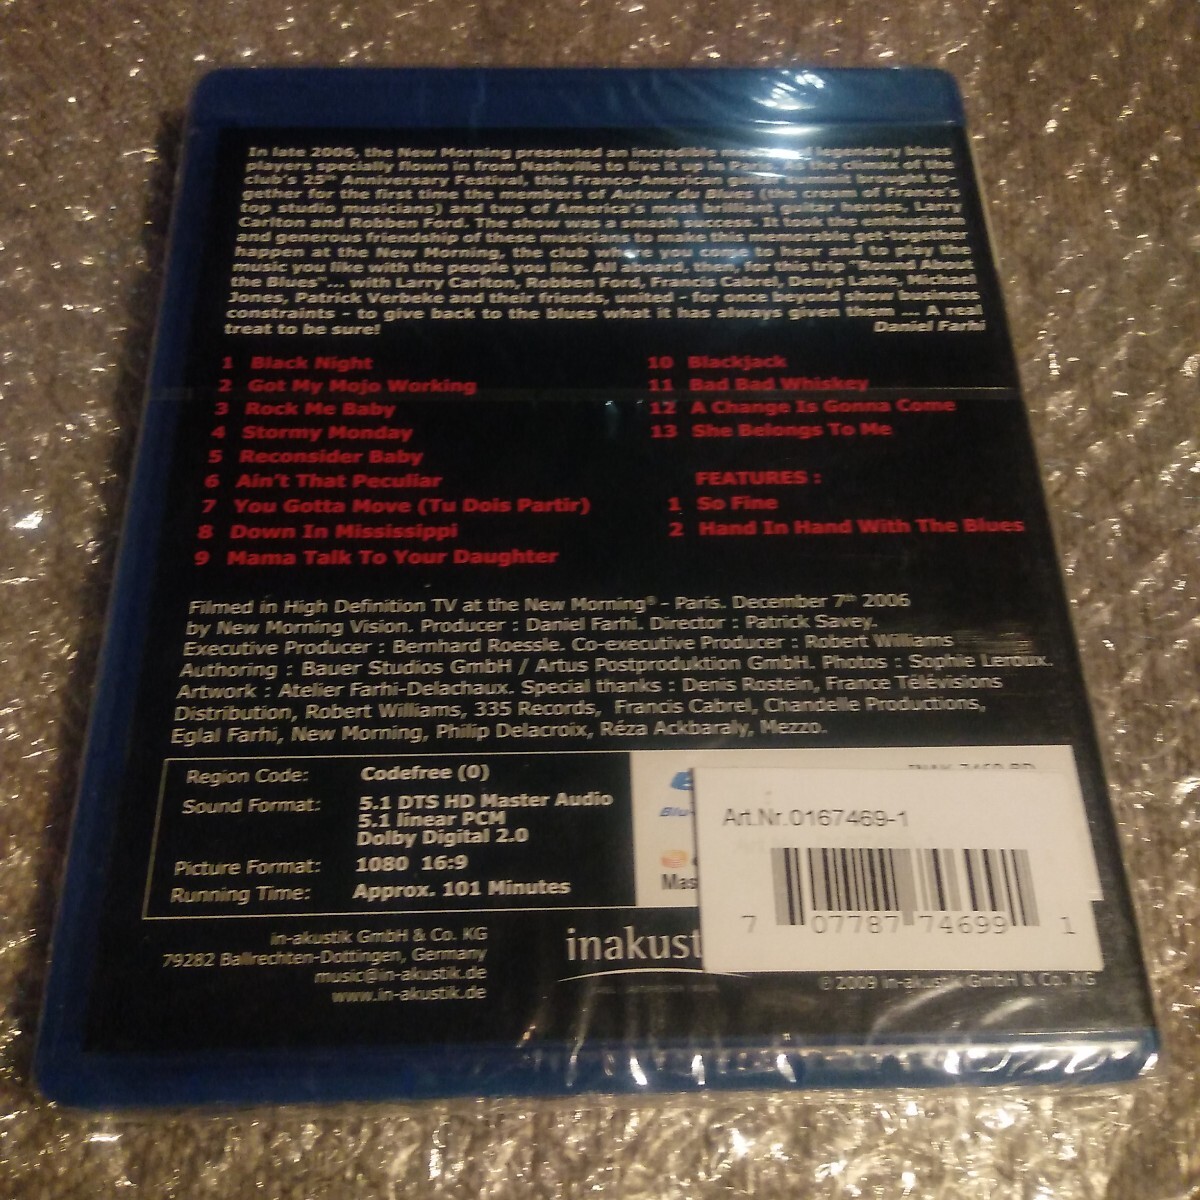 In late 2006, the New Morning presented an incredible legendary blues
players specially flown in from Nashville to live it up in Paris. As the climax of the
club's 25th Anniversary Festival, this Franco-American guitar brought to-
gether for the first time the members of Autour du Blues (the cream of France's
top studio musicians) and two of America's most brilliant guitar heroes, Larry
Carlton and Robben Ford. The show was a smash success. It took the enthusiasm
and generous friendship of these musicians to make this memorable get-together
happen at the New Morning, the club where you come to hear and to play the
music you like with the people you like. All aboard, then, for this trip "Round About
the Blues"... with Larry Carlton, Robben Ford, Francis Cabrel, Denys Lable, Michael
Jones, Patrick Verbeke and their friends, united - for once beyond show business
constraints - to give back to the blues what it has always given them ... A real
treat to be sure! Daniel Farhi
1 Black Night
2 Got My Mojo Working
3 Rock Me Baby
4 Stormy Monday
5 Reconsider Baby
6 Ain't That Peculiar
7 You Gotta Move (Tu Dois Partir)
8 Down In Mississippi
9 Mama Talk To Your Daughter
10 Blackjack
11 Bad Bad Whiskey
12 A Change Is Gonna Come
13 She Belongs To Me
FEATURES :
1 So Fine
2 Hand In Hand With The Blues
Filmed in High Definition TV at the New Morning® - Paris. December 7th 2006
by New Morning Vision. Producer : Daniel Farhi. Director : Patrick Savey.
Executive Producer : Bernhard Roessle. Co-executive Producer : Robert Williams
Authoring : Bauer Studios GmbH / Artus Postproduktion GmbH. Photos : Sophie Leroux.
Artwork : Atelier Farhi-Delachaux. Special thanks : Denis Rostein, France Télévisions
Distribution, Robert Williams, 335 Records, Francis Cabrel, Chandelle Productions,
Eglal Farhi, New Morning, Philip Delacroix, Réza Ackbaraly, Mezzo.
Region Code: Codefree (0)
Sound Format: 5.1 DTS HD Master Audio
5.1 linear PCM
Dolby Digital 2.0
Picture Format: 1080 16:9
Running Time: Approx. 101 Minutes
Blu-
Mas
Art.Nr.0167469-1
7 07787 74699 1
in-akustik GmbH & Co. KG
79282 Ballrechten-Dottingen, Germany
music@in-akustik.de
www.in-akustik.de
inakust
© 2009 in-akustik GmbH & Co. KG